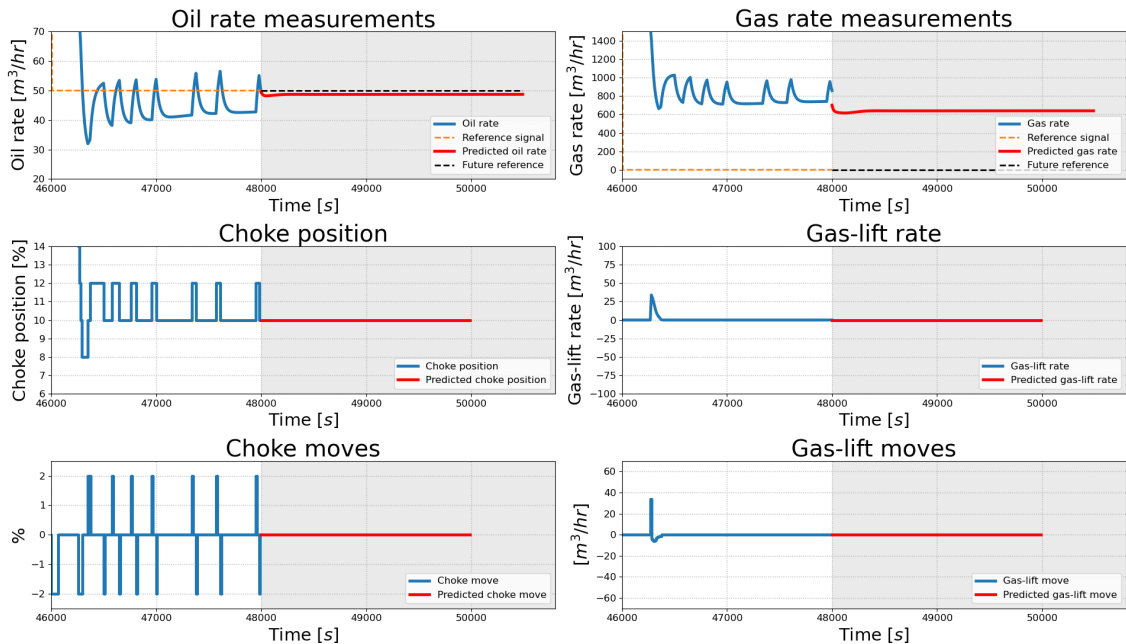 Oil rate measurements
Oil rate [m³/hr]
70
60
50
40
30
20
Oil rate
Reference signal
Predicted oil rate
Future reference
46000 47000 48000 49000 50000
Time [s]
Gas rate measurements
Gas rate [m³/hr]
1400
1200
1000
800
600
400
200
0
Gas rate
Reference signal
Predicted gas rate
Future reference
46000 47000 48000 49000 50000
Time [s]
Choke position
Choke position [%]
14
13
12
11
10
9
8
7
6
Choke position
Predicted choke position
46000 47000 48000 49000 50000
Time [s]
Gas-lift rate
Gas-lift rate [m³/hr]
100
75
50
25
0
−25
−50
−75
−100
Gas-lift rate
Predicted gas-lift rate
46000 47000 48000 49000 50000
Time [s]
Choke moves
%
2
1
0
−1
−2
Choke move
Predicted choke move
46000 47000 48000 49000 50000
Time [s]
Gas-lift moves
[m³/hr]
60
40
20
0
−20
−40
−60
Gas-lift move
Predicted gas-lift move
46000 47000 48000 49000 50000
Time [s]